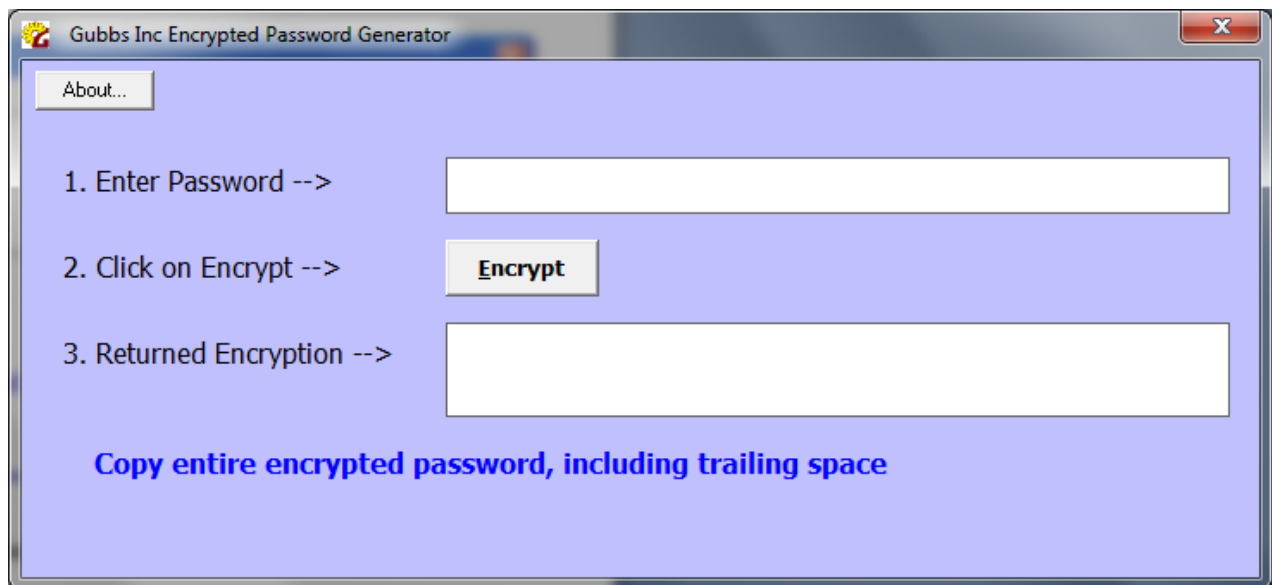 Gubbs Inc Encrypted Password Generator
About...
1. Enter Password -->
2. Click on Encrypt --> Encrypt
3. Returned Encryption -->
Copy entire encrypted password, including trailing space